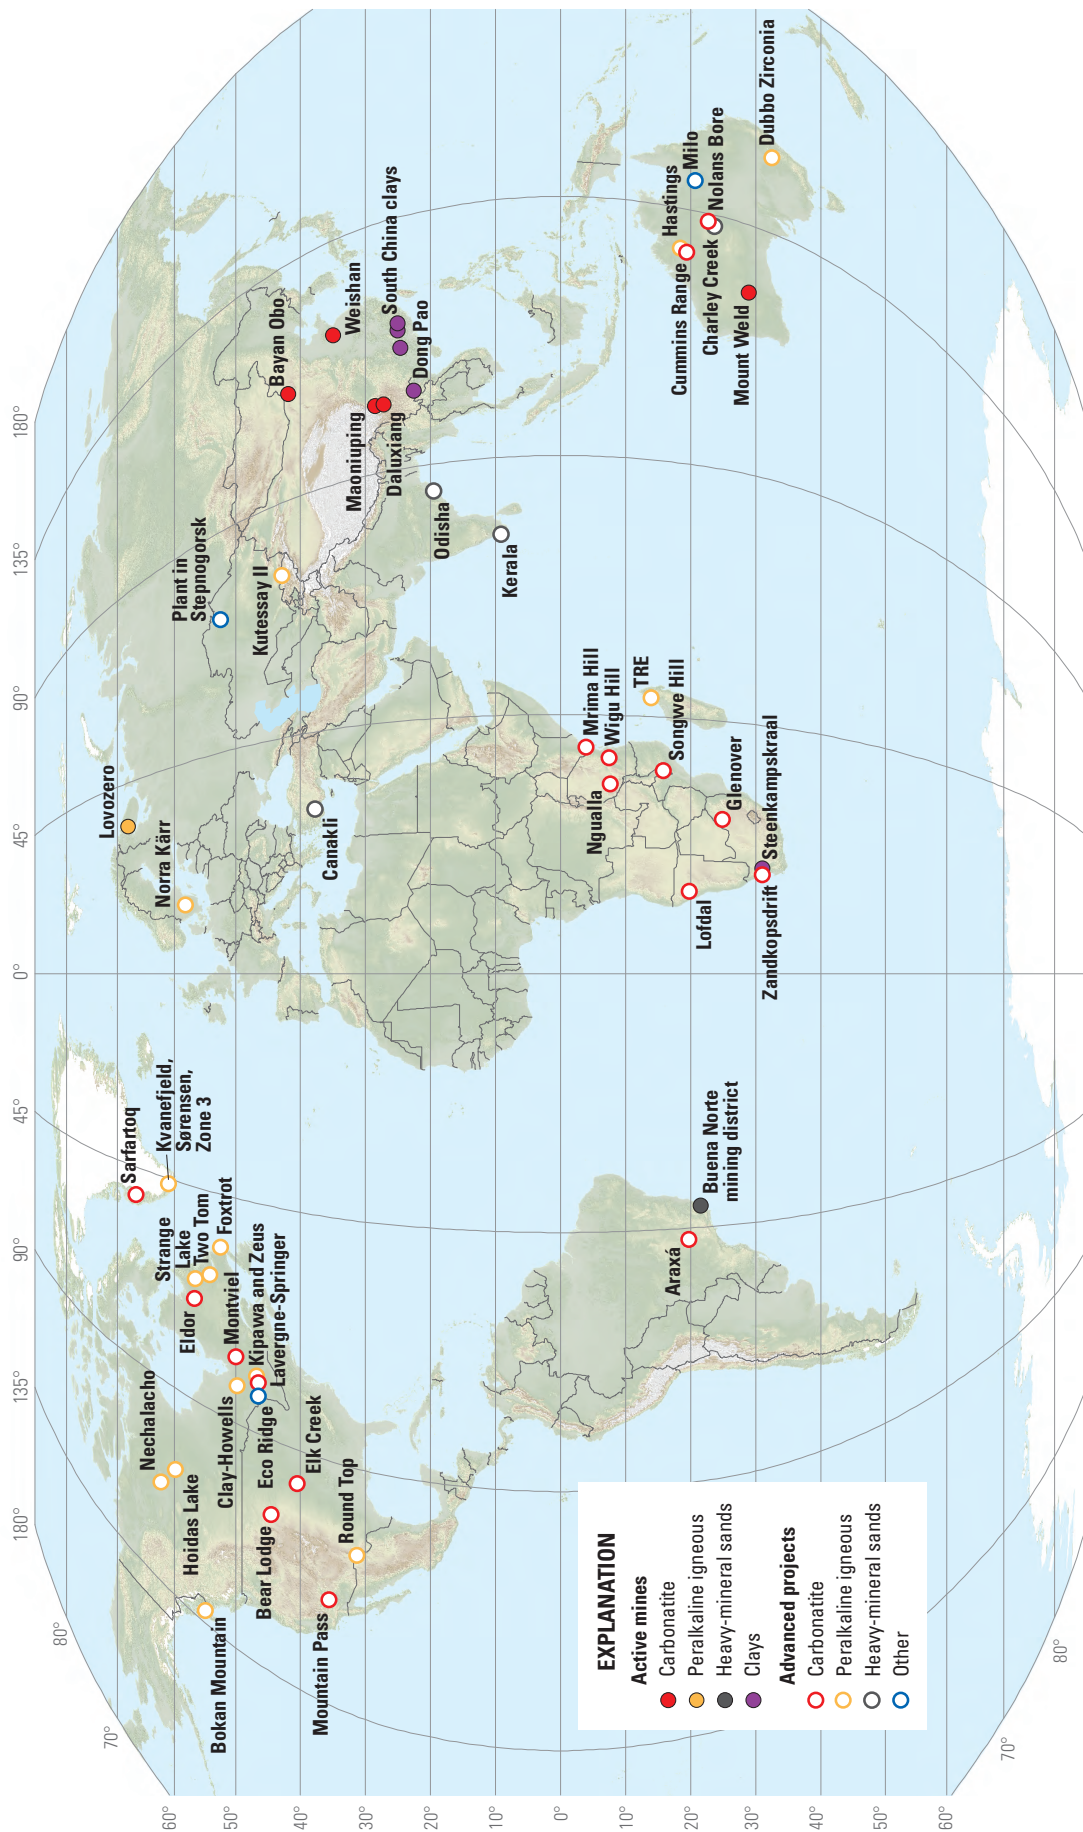 180°
135°
90°
45°
0°
45°
90°
135°
180°
80°
70°
60°
50°
40°
30°
20°
10°
0°
10°
20°
30°
40°
50°
60°
70°
80°
Bokan Mountain
Nechalacho
Hoidas Lake
Mountain Pass
Bear Lodge
Round Top
Elk Creek
Clay-Howells
Eco Ridge
Montviel
Kipawa and Zeus
Lavergne-Springer
Eldor
Strange
Lake
Two Tom
Foxtrot
Sarfartoq
Kvanefjeld,
Sørensen,
Zone 3
Araxá
Buena Norte
mining district
Norra Kärr
Lovozero
Canakli
Plant in
Stepnogorsk
Kutessay II
Bayan Obo
Weishan
Maoniuping
Daluxiang
South China clays
Dong Pao
Odisha
Kerala
Mrima Hill
Wigu Hill
Ngualla
TRE
Songwe Hill
Glenover
Lofdal
Steenkampskraal
Zandkopsdrift
Cummins Range
Hastings
Milo
Nolans Bore
Charley Creek
Mount Weld
Dubbo Zirconia
EXPLANATION
Active mines
Carbonatite
Peralkaline igneous
Heavy-mineral sands
Clays
Advanced projects
Carbonatite
Peralkaline igneous
Heavy-mineral sands
Other